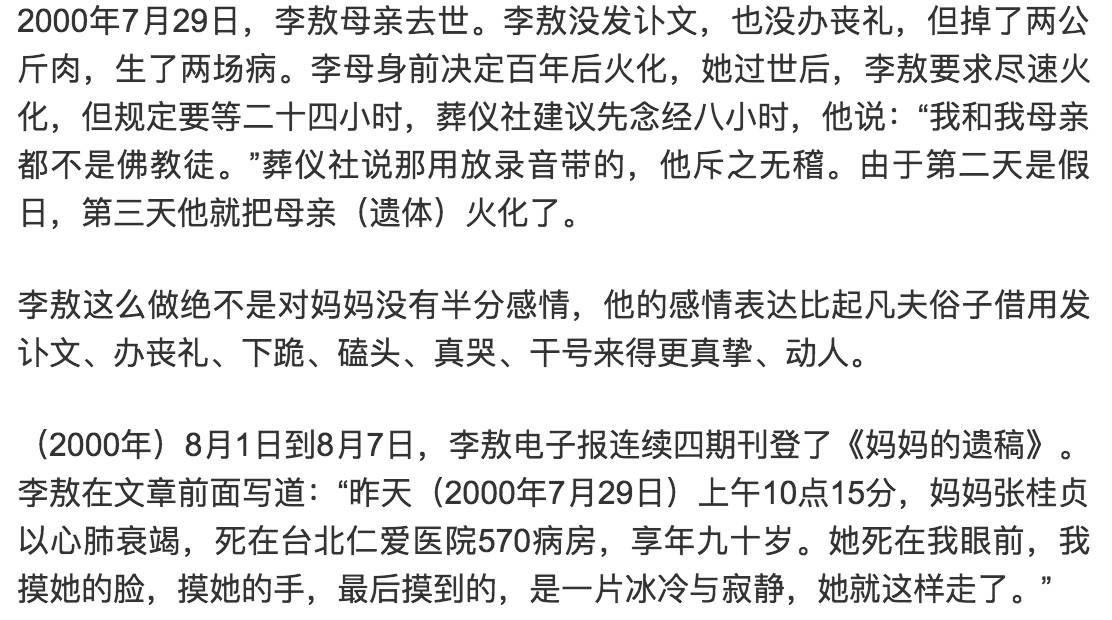 2000年7月29日，李敖母亲去世。李敖没发讣文，也没办丧礼，但掉了两公
斤肉，生了两场病。李母身前决定百年后火化，她过世后，李敖要求尽速火
化，但规定要等二十四小时，葬仪社建议先念经八小时，他说：“我和我母亲
都不是佛教徒。”葬仪社说那用放录音带的，他斥之无稽。由于第二天是假
日，第三天他就把母亲（遗体）火化了。
李敖这么做绝不是对妈妈没有半分感情，他的感情表达比起凡夫俗子借用发
讣文、办丧礼、下跪、磕头、真哭、干号来得更真挚、动人。
（2000年）8月1日到8月7日，李敖电子报连续四期刊登了《妈妈的遗稿》。
李敖在文章前面写道：“昨天（2000年7月29日）上午10点15分，妈妈张桂贞
以心肺衰竭，死在台北仁爱医院570病房，享年九十岁。她死在我眼前，我
摸她的脸，摸她的手，最后摸到的，是一片冰冷与寂静，她就这样走了。”